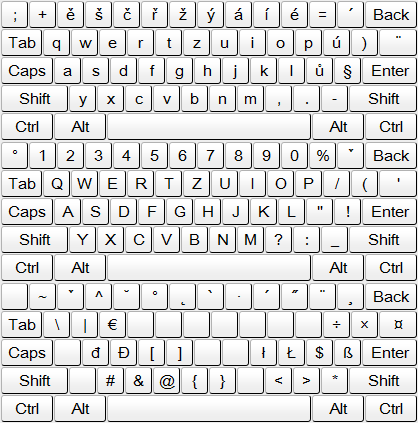 ; + ě š č ř ž ý á í é = ´ Back
Tab q w e r t z u i o p ú ) ¨
Caps a s d f g h j k l ů § Enter
Shift y x c v b n m , . - Shift
Ctrl Alt Alt Ctrl
° 1 2 3 4 5 6 7 8 9 0 % ˇ Back
Tab Q W E R T Z U I O P / ( '
Caps A S D F G H J K L " ! Enter
Shift Y X C V B N M ? : _ Shift
Ctrl Alt Alt Ctrl
~ ˇ ^ ˘ ° ˛ ` ˙ ´ ˝ ¨ ¸ Back
Tab \ | € ÷ × ¤
Caps đ Đ [ ] ł Ł $ ß Enter
Shift # & @ { } < > * Shift
Ctrl Alt Alt Ctrl